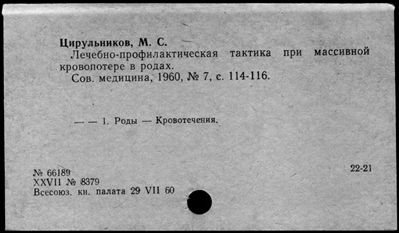 Цирульников, М. С.
Лечебно-профилактическая тактика при массивной
кровопотере в родах.
Сов. медицина, 1960, № 7, с. 114-116.
— — 1. Роды — Кровотечения.
№ 66189
22-21
XXVII № 8379
Всесоюз. кн. палата 29 VII 60